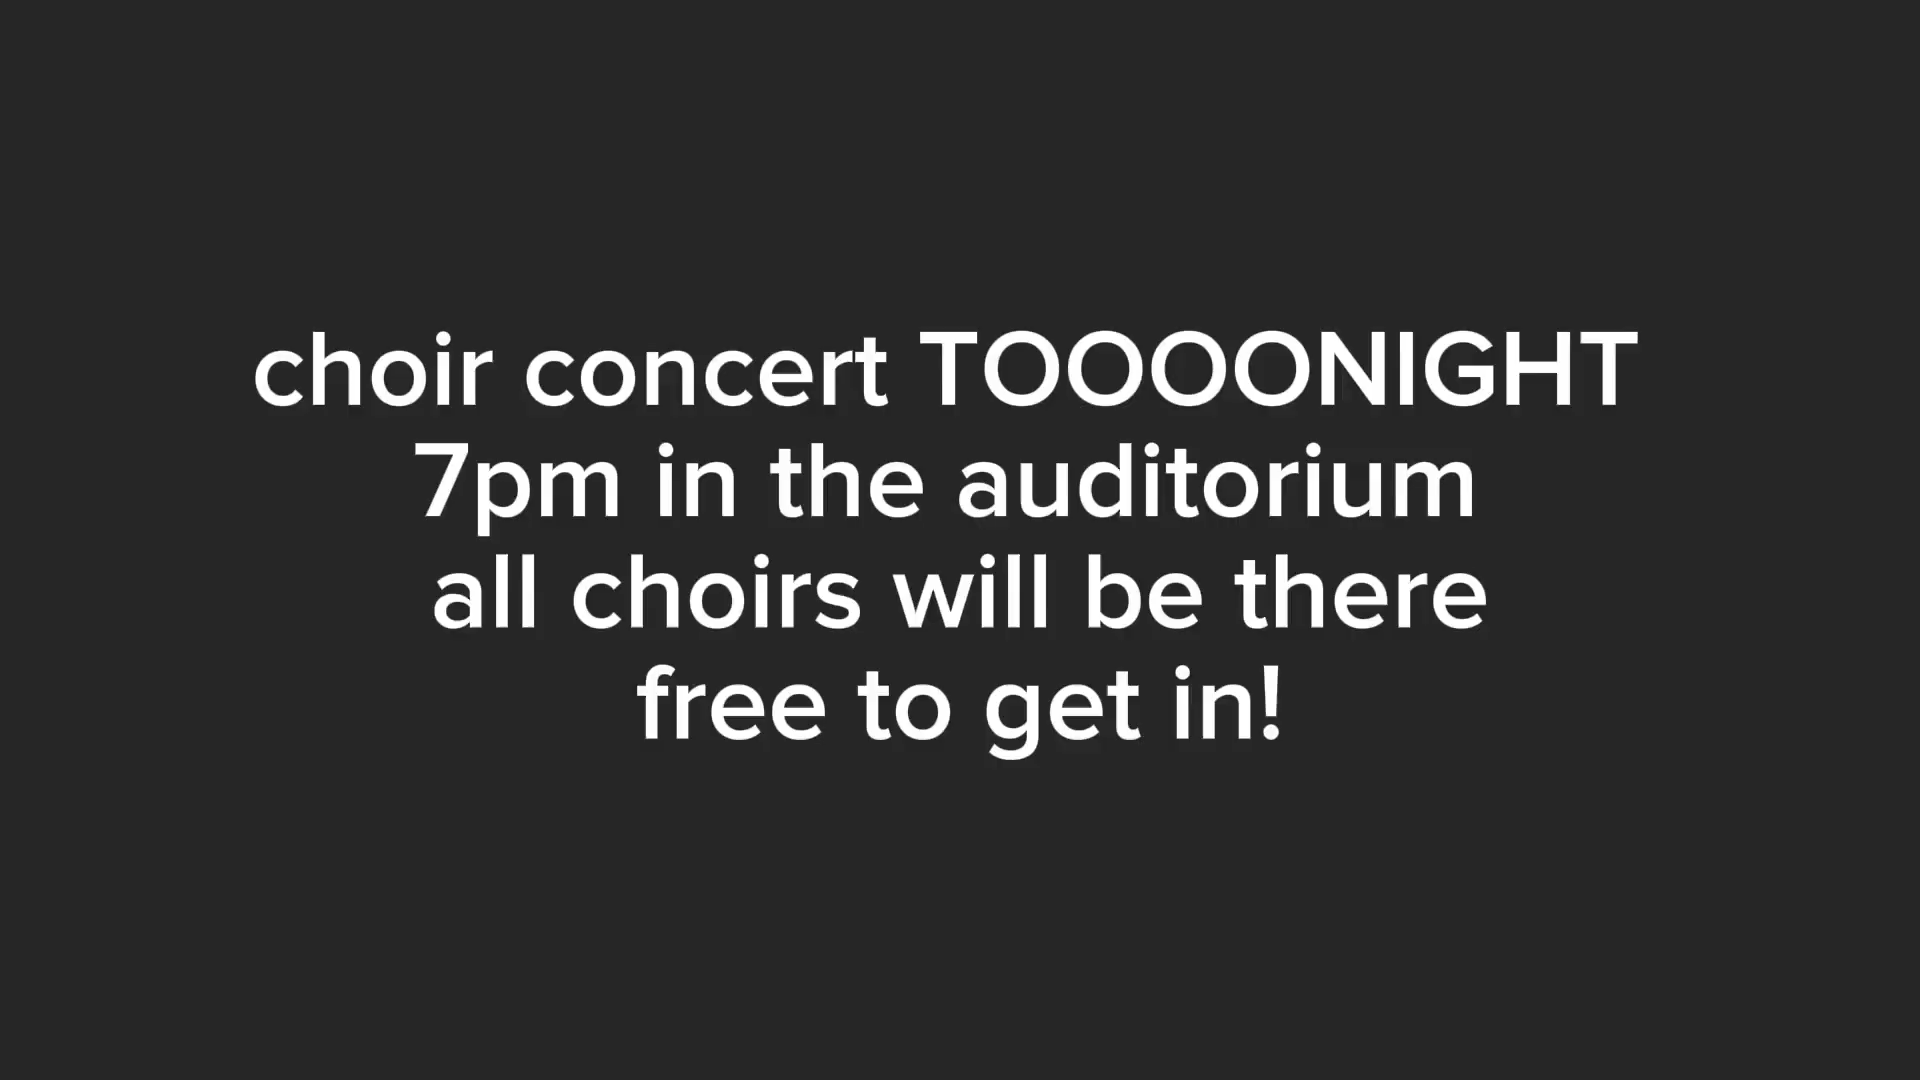 choir concert TOOOONIGHT
7pm in the auditorium
all choirs will be there
free to get in!